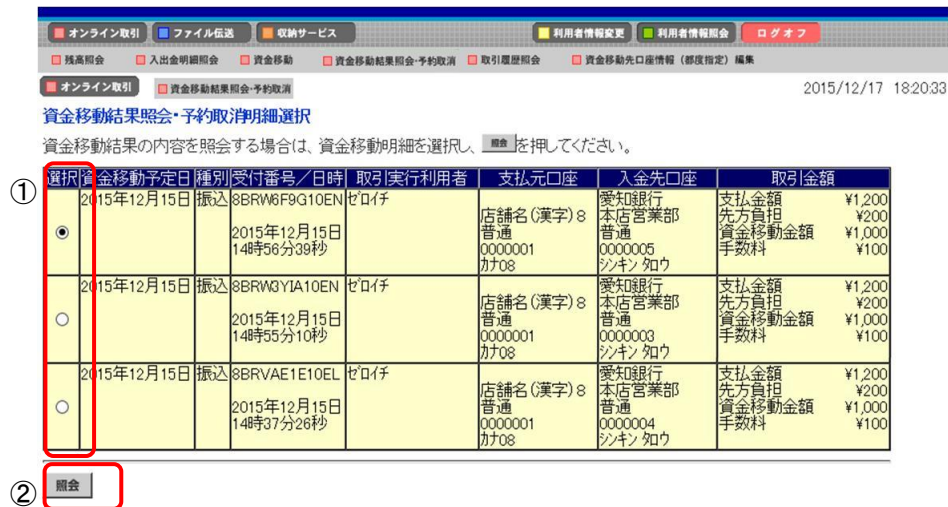 オンライン取引 ファイル伝送 収納サービス 利用者情報変更 利用者情報照会 ログオフ
残高照会 入出金明細照会 資金移動 資金移動結果照会・予約取消 取引履歴照会 資金移動先口座情報（都度指定）編集
オンライン取引 資金移動結果照会・予約取消 2015/12/17 18:20:33
資金移動結果照会・予約取消明細選択
資金移動結果の内容を照会する場合は、資金移動明細を選択し、 照会 を押してください。
①
選択 資金移動予定日 種別 受付番号／日時 取引実行利用者 支払元口座 入金先口座 取引金額
2015年12月15日 振込 8BRW6F9G10EN ｾﾞﾛｲﾁ 愛知銀行 支払金額 ¥1,200
店舗名（漢字）8 本店営業部 先方負担 ¥200
2015年12月15日 普通 普通 資金移動金額 ¥1,000
14時56分39秒 0000001 0000005 手数料 ¥100
ｶﾅ08 ｼﾝｷﾝ ﾀﾛｳ
2015年12月15日 振込 8BRW3YIA10EN ｾﾞﾛｲﾁ 愛知銀行 支払金額 ¥1,200
店舗名（漢字）8 本店営業部 先方負担 ¥200
2015年12月15日 普通 普通 資金移動金額 ¥1,000
14時55分10秒 0000001 0000003 手数料 ¥100
ｶﾅ08 ｼﾝｷﾝ ﾀﾛｳ
2015年12月15日 振込 8BRVAE1E10EL ｾﾞﾛｲﾁ 愛知銀行 支払金額 ¥1,200
店舗名（漢字）8 本店営業部 先方負担 ¥200
2015年12月15日 普通 普通 資金移動金額 ¥1,000
14時37分26秒 0000001 0000004 手数料 ¥100
ｶﾅ08 ｼﾝｷﾝ ﾀﾛｳ
② 照会